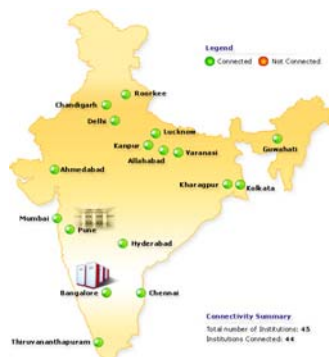 Legend
Connected Not Connected
Roorkee
Chandigarh
Delhi
Lucknow
Kanpur
Allahabad
Varanasi
Guwahati
Ahmedabad
Kharagpur
Kolkata
Mumbai
Pune
Hyderabad
Bangalore
Chennai
Thiruvananthapuram
Connectivity Summary
Total number of Institutions: 45
Institutions Connected: 44